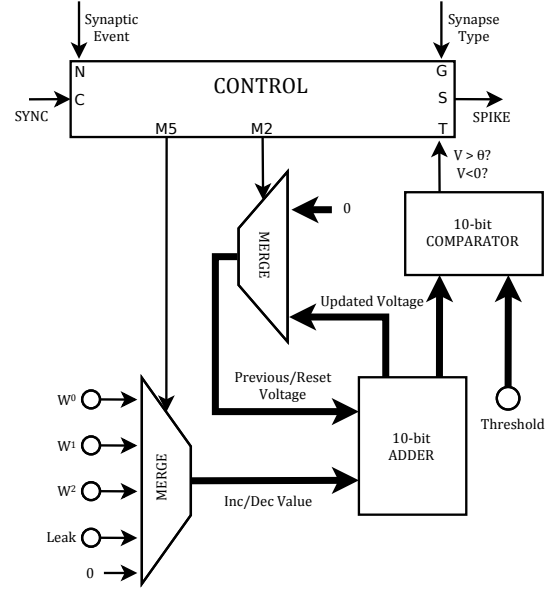 Synaptic
Event
Synapse
Type
N
CONTROL
G
C
S
SYNC
SPIKE
M5
M2
T
V > θ?
V<0?
0
MERGE
10-bit
COMPARATOR
Updated Voltage
Previous/Reset
Voltage
W⁰
Threshold
10-bit
ADDER
W¹
MERGE
W²
Inc/Dec Value
Leak
0